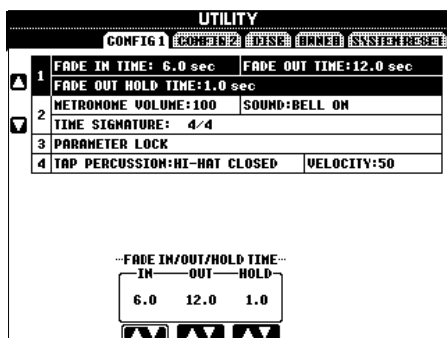 UTILITY
CONFIG 1 CONFIG 2 DISK OWNER SYSTEM RESET
1 FADE IN TIME: 6.0 sec FADE OUT TIME:12.0 sec
FADE OUT HOLD TIME:1.0 sec
2 METRONOME VOLUME:100 SOUND:BELL ON
TIME SIGNATURE: 4/4
3 PARAMETER LOCK
4 TAP PERCUSSION:HI-HAT CLOSED VELOCITY:50
FADE IN/OUT/HOLD TIME
IN OUT HOLD
6.0 12.0 1.0